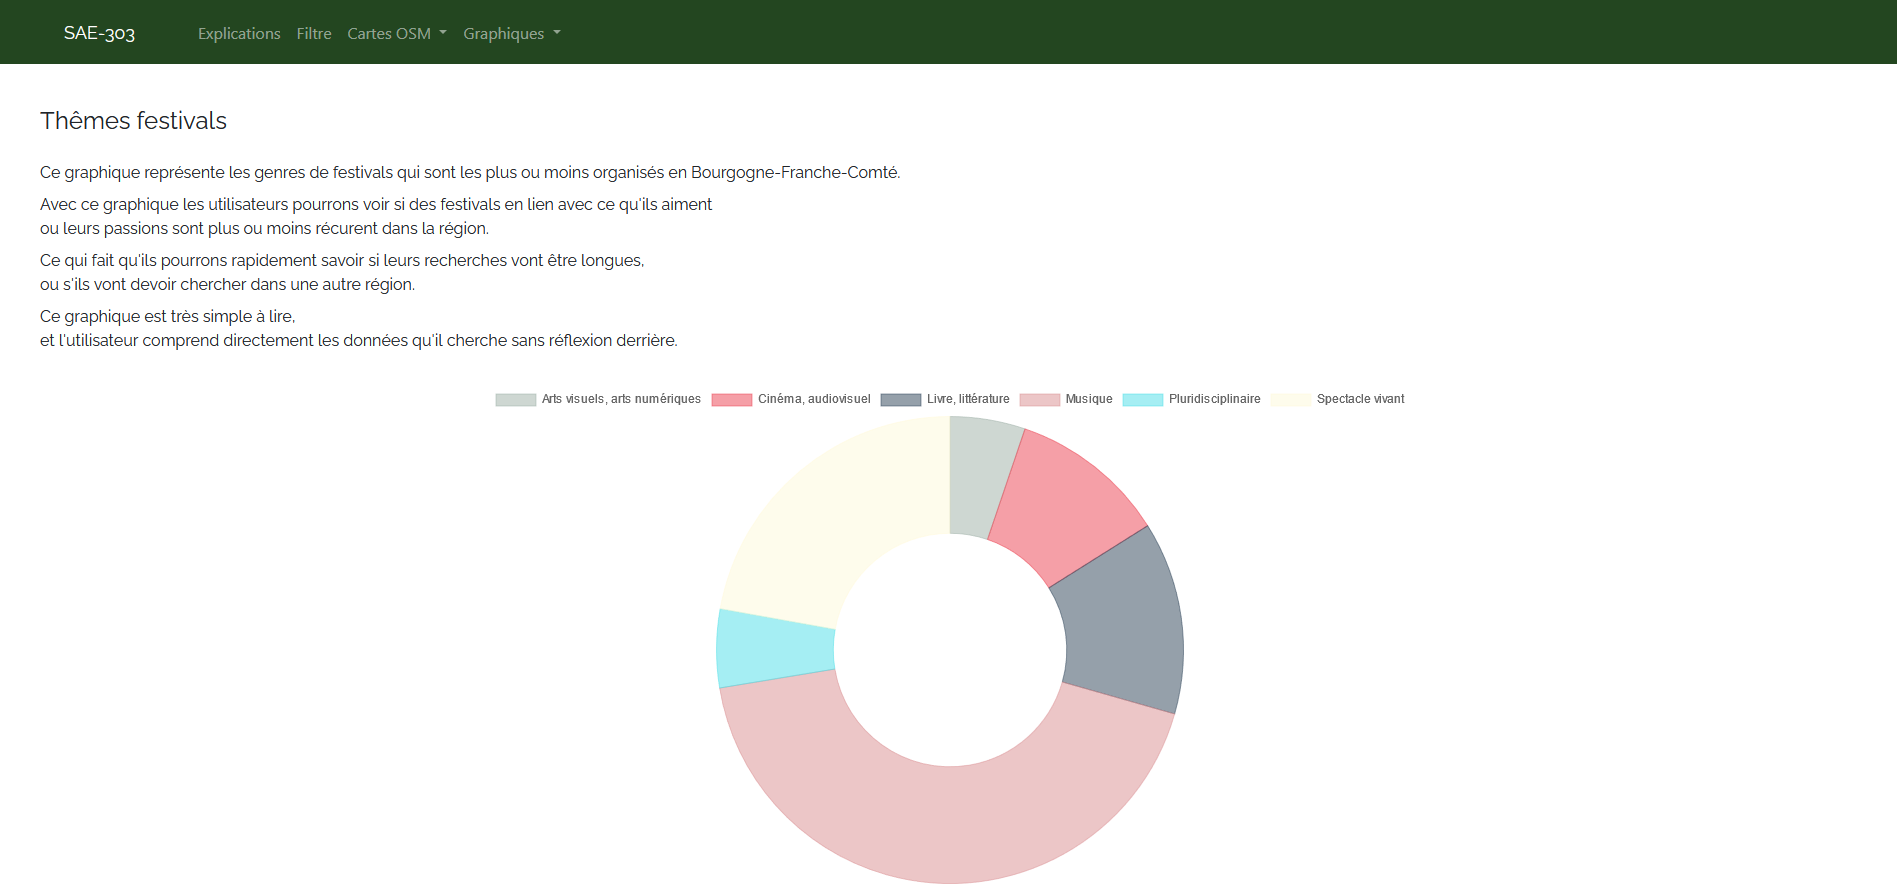 SAE-303 Explications Filtre Cartes OSM Graphiques
Thêmes festivals
Ce graphique représente les genres de festivals qui sont les plus ou moins organisés en Bourgogne-Franche-Comté.
Avec ce graphique les utilisateurs pourrons voir si des festivals en lien avec ce qu'ils aiment
ou leurs passions sont plus ou moins récurent dans la région.
Ce qui fait qu'ils pourrons rapidement savoir si leurs recherches vont être longues,
ou s'ils vont devoir chercher dans une autre région.
Ce graphique est très simple à lire,
et l'utilisateur comprend directement les données qu'il cherche sans réflexion derrière.
Arts visuels, arts numériques Cinéma, audiovisuel Livre, littérature Musique Pluridisciplinaire Spectacle vivant